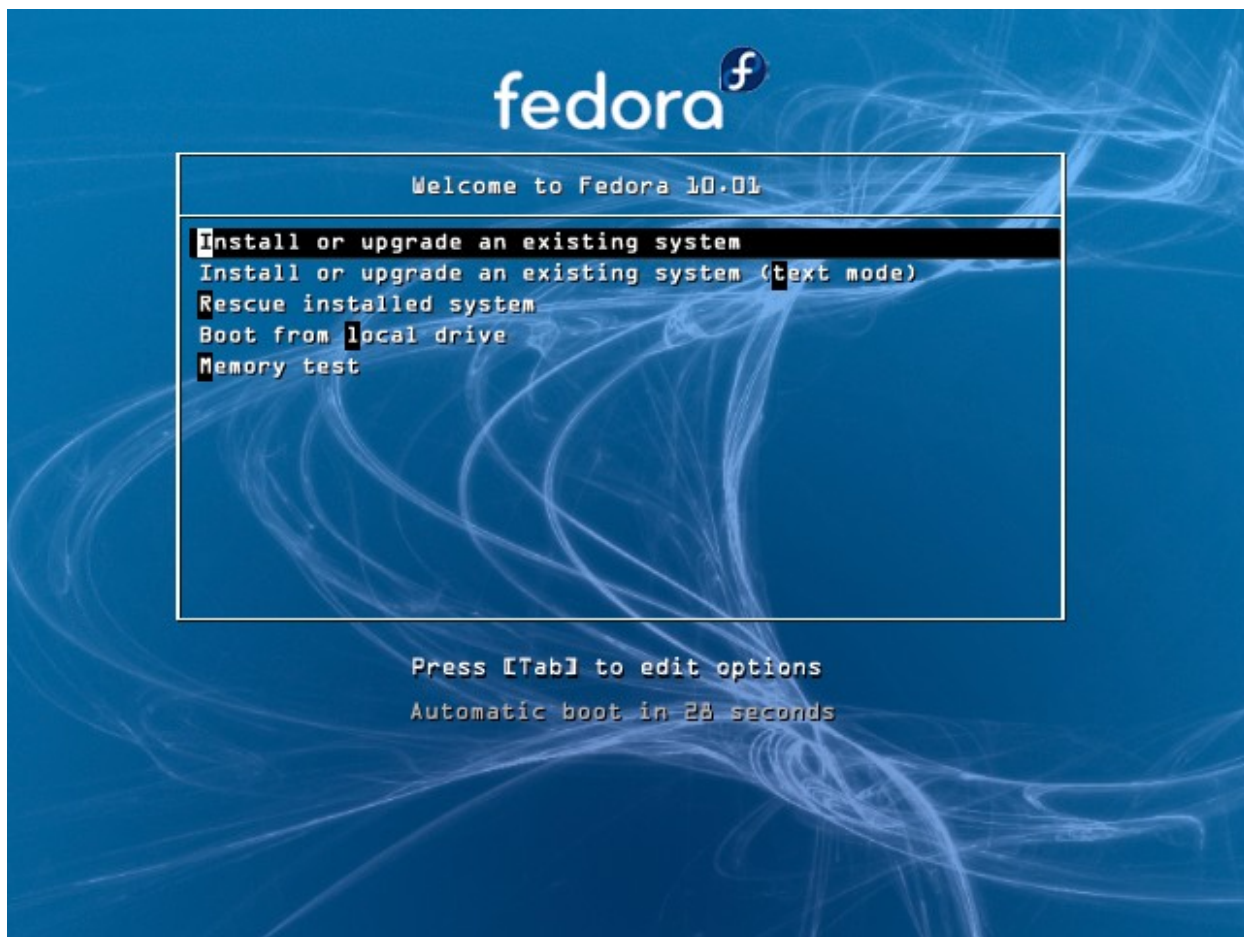 fedora
Welcome to Fedora 10.01
Install or upgrade an existing system
Install or upgrade an existing system (text mode)
Rescue installed system
Boot from local drive
Memory test
Press [Tab] to edit options
Automatic boot in 28 seconds